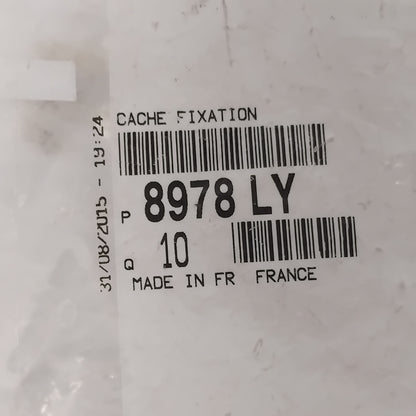 CACHE FIXATION
P 8978 LY
Q 10
MADE IN FR FRANCE
31/08/2015 - 19:24